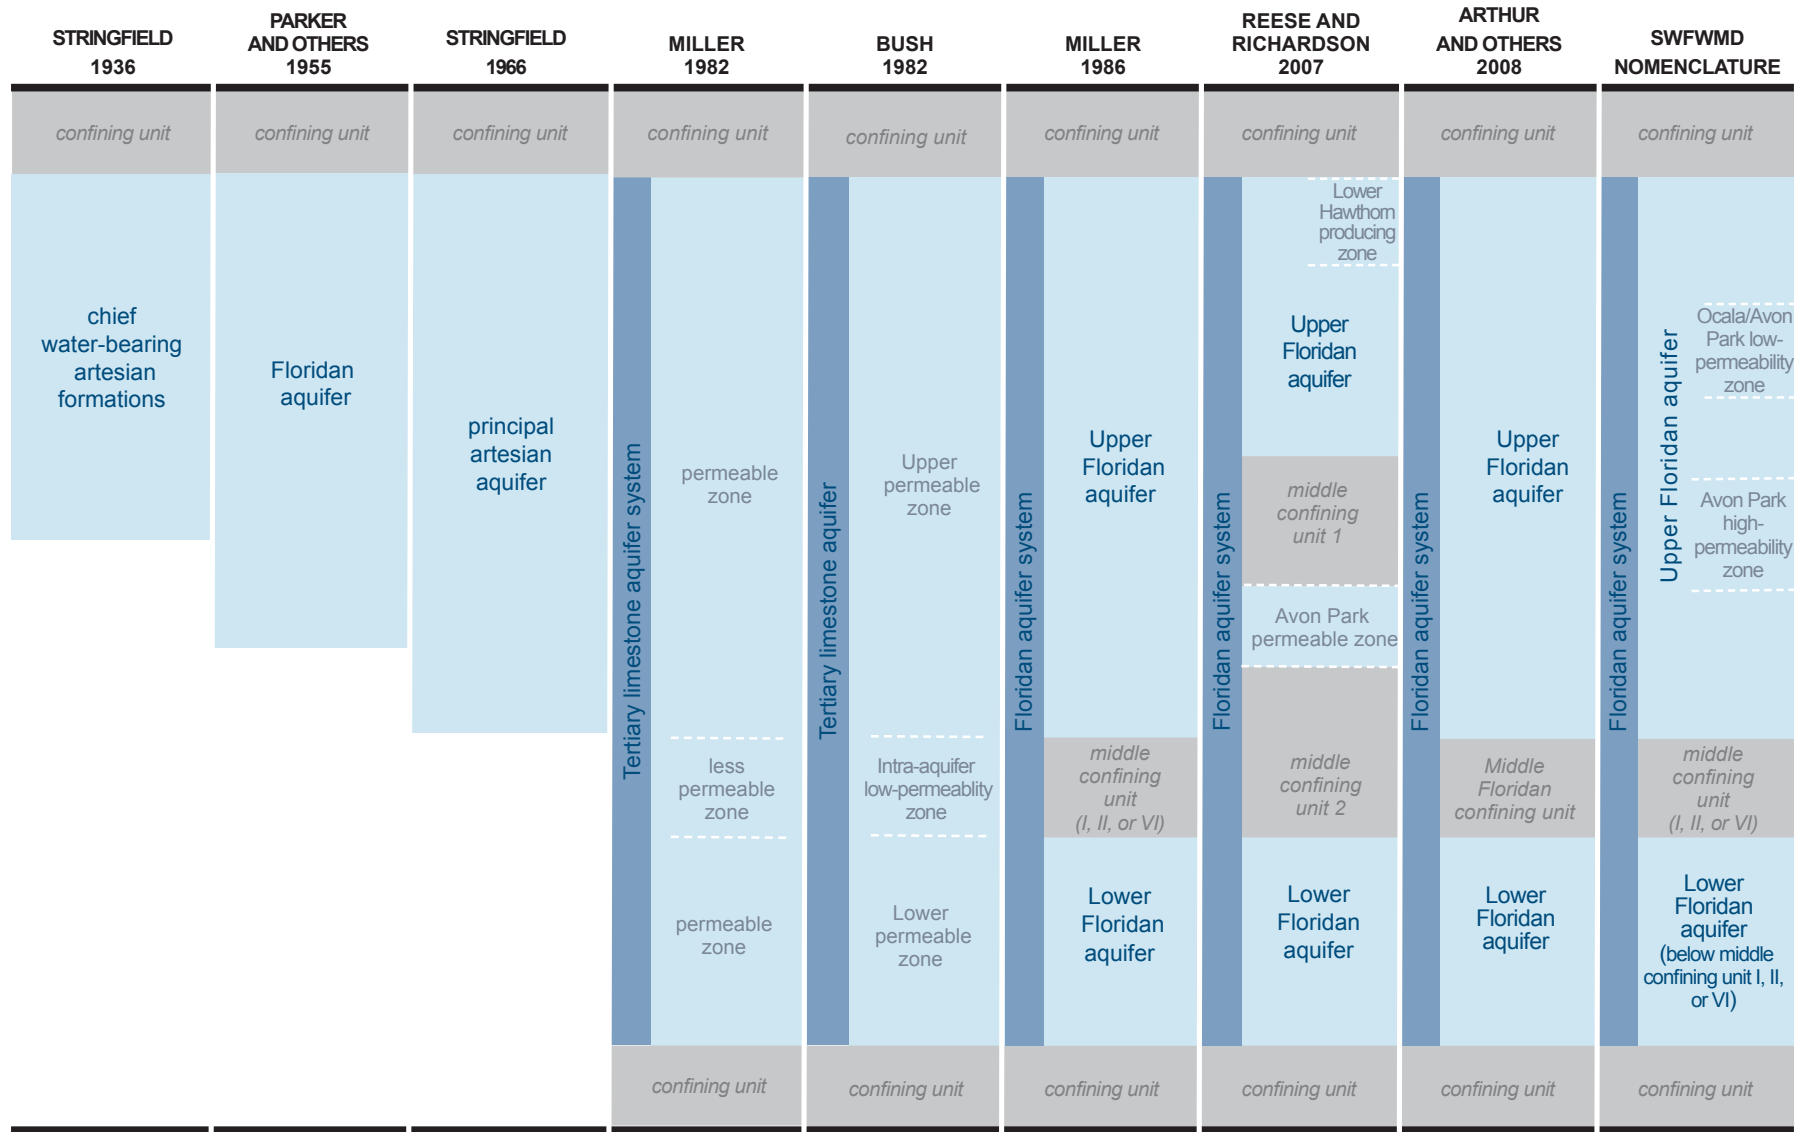 STRINGFIELD
1936
PARKER
AND OTHERS
1955
STRINGFIELD
1966
MILLER
1982
BUSH
1982
MILLER
1986
REESE AND
RICHARDSON
2007
ARTHUR
AND OTHERS
2008
SWFWMD
NOMENCLATURE
confining unit
chief
water-bearing
artesian
formations
confining unit
Floridan
aquifer
confining unit
principal
artesian
aquifer
confining unit
Tertiary limestone aquifer system
permeable
zone
less
permeable
zone
permeable
zone
confining unit
confining unit
Tertiary limestone aquifer
Upper
permeable
zone
Intra-aquifer
low-permeablity
zone
Lower
permeable
zone
confining unit
confining unit
Floridan aquifer system
Upper
Floridan
aquifer
middle
confining
unit
(I, II, or VI)
Lower
Floridan
aquifer
confining unit
confining unit
Floridan aquifer system
Lower
Hawthorn
producing
zone
Upper
Floridan
aquifer
middle
confining
unit 1
Avon Park
permeable zone
middle
confining
unit 2
Lower
Floridan
aquifer
confining unit
confining unit
Floridan aquifer system
Upper
Floridan
aquifer
Middle
Floridan
confining unit
Lower
Floridan
aquifer
confining unit
confining unit
Floridan aquifer system
Upper Floridan aquifer
Ocala/Avon
Park low-
permeability
zone
Avon Park
high-
permeability
zone
middle
confining
unit
(I, II, or VI)
Lower
Floridan
aquifer
(below middle
confining unit I, II,
or VI)
confining unit